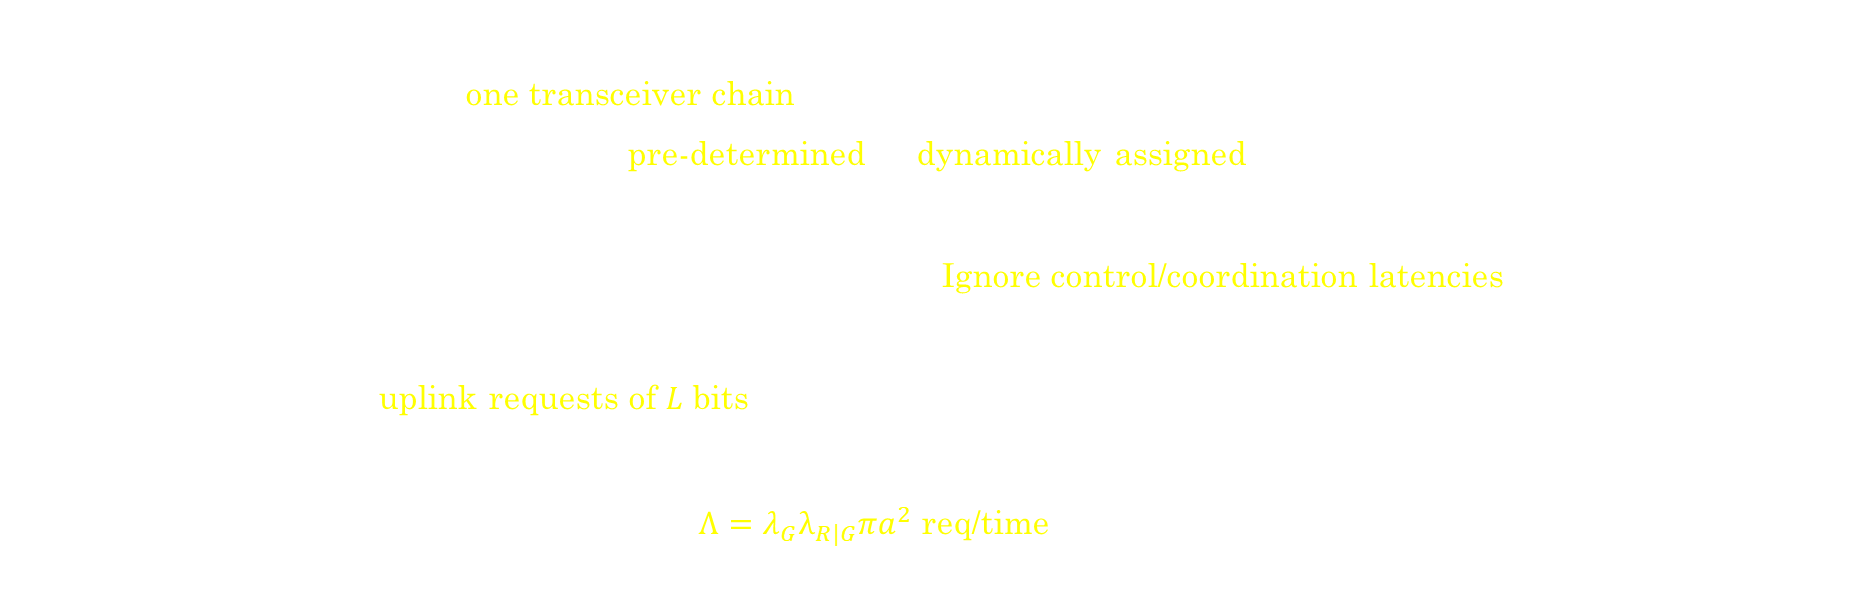 one transceiver chain
pre-determined dynamically assigned
Ignore control/coordination latencies
uplink requests of L bits
Λ = λ_G λ_{R|G} πa² req/time